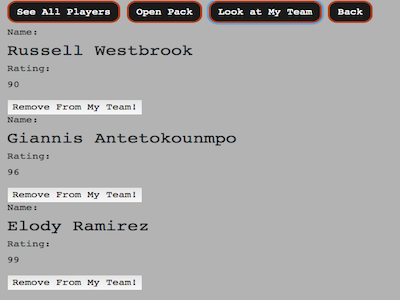 See All Players Open Pack Look at My Team Back
Name:
Russell Westbrook
Rating:
90
Remove From My Team!
Name:
Giannis Antetokounmpo
Rating:
96
Remove From My Team!
Name:
Elody Ramirez
Rating:
99
Remove From My Team!